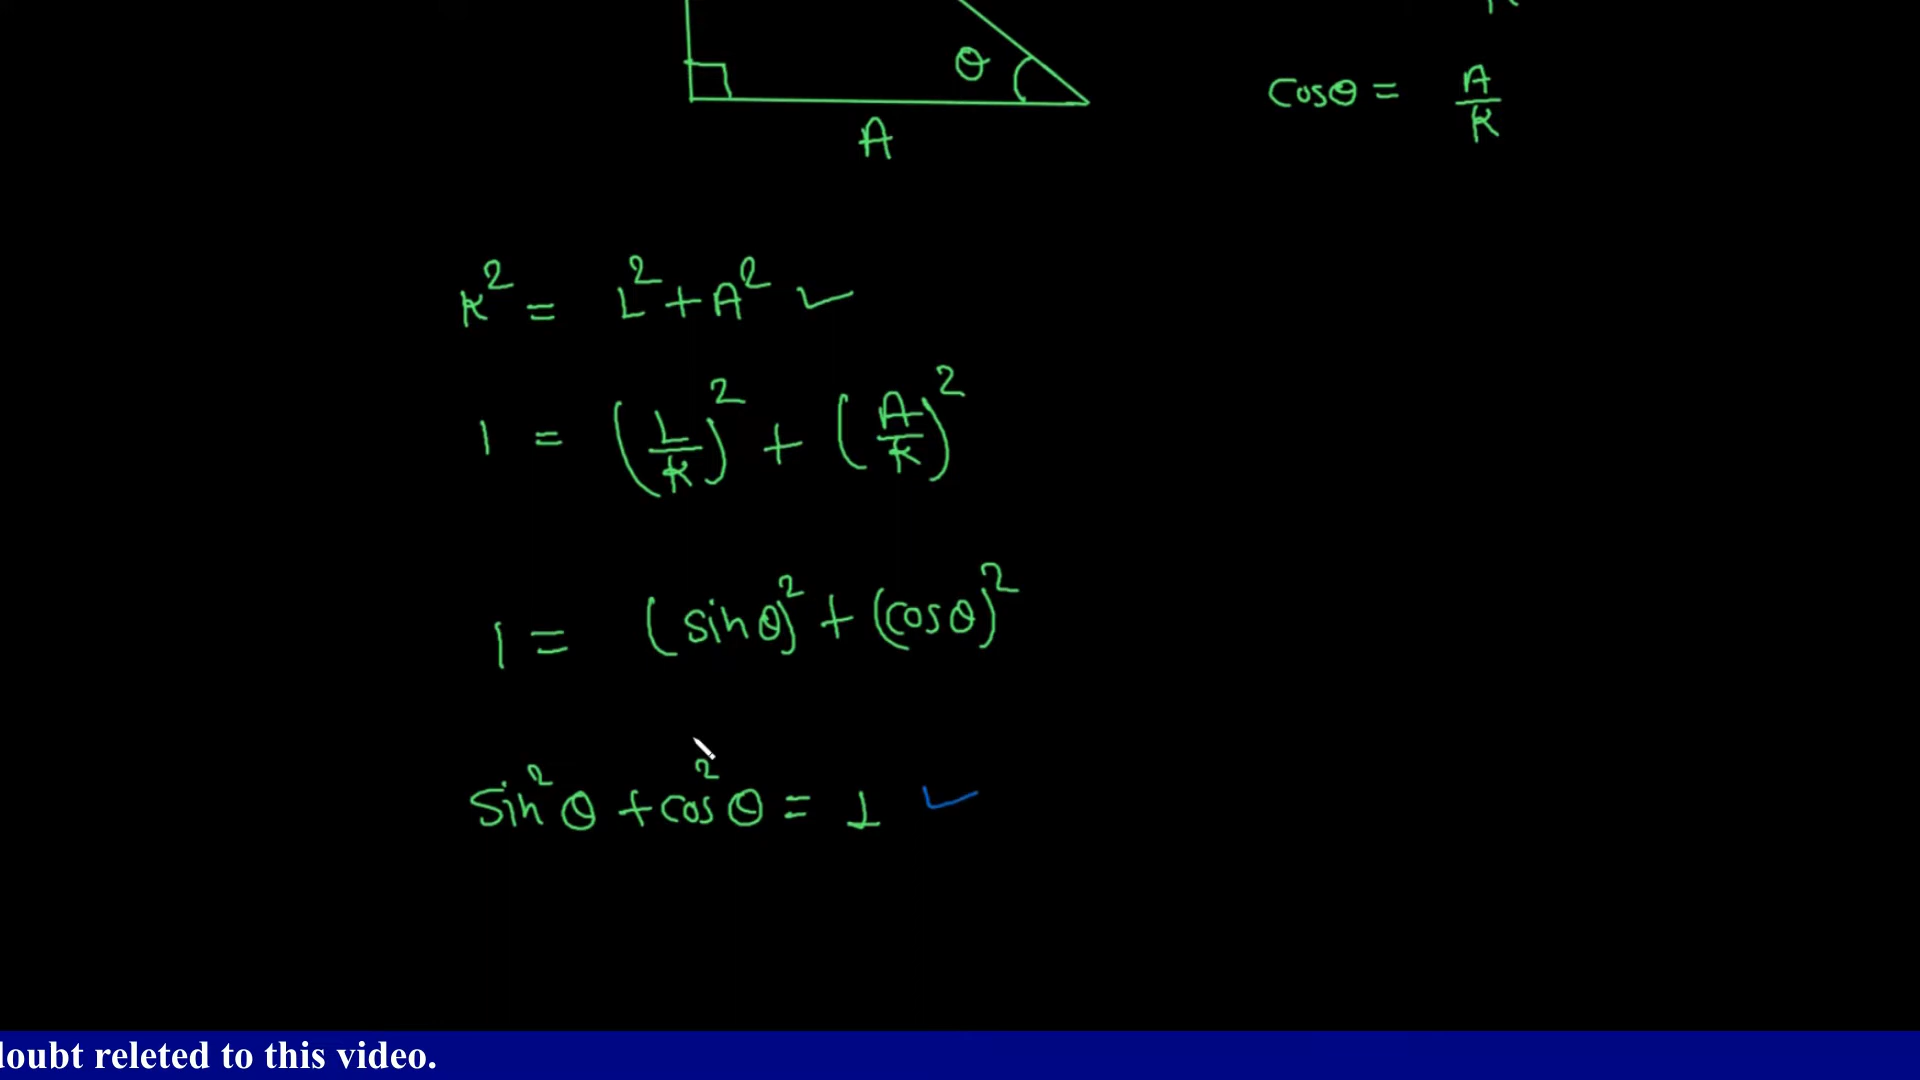 θ
cosθ = A/K
A
K² = L² + A² ✓
1 = (L/K)² + (A/K)²
1 = (sinθ)² + (cosθ)²
Sin²θ + cos²θ = 1 ✓
doubt releted to this video.